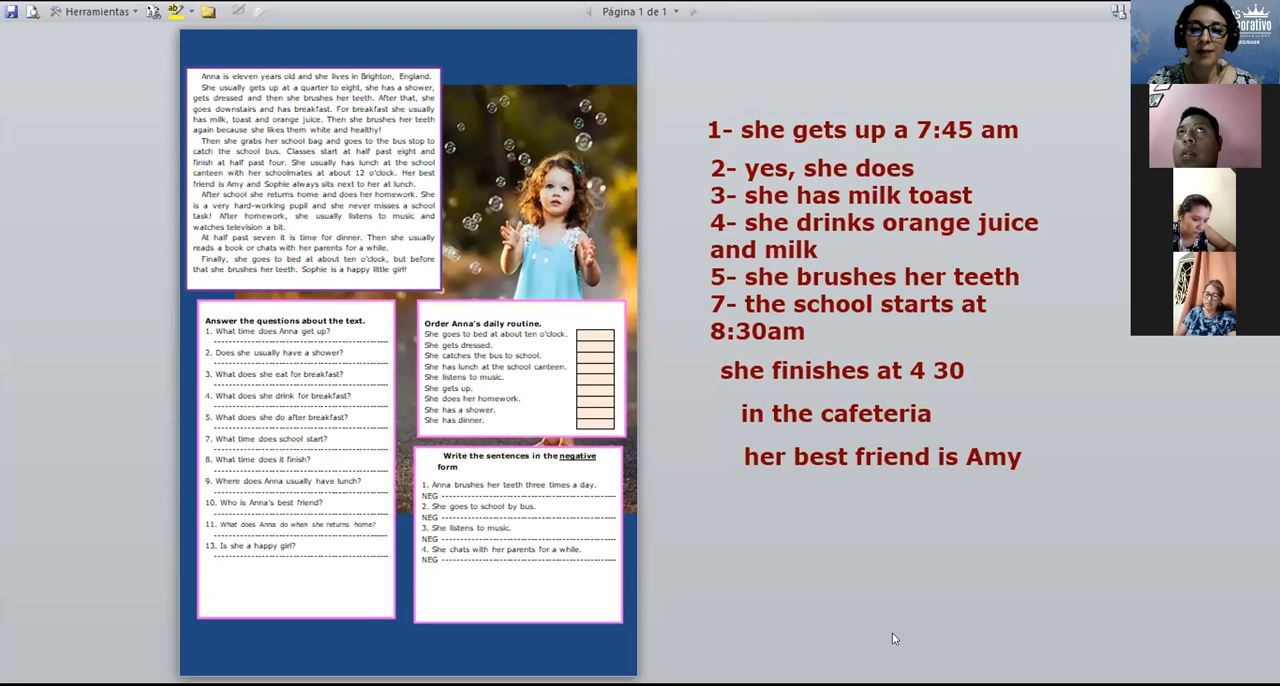 Herramientas
Página 1 de 1
orativo
Anna is eleven years old and she lives in Brighton, England.
She usually gets up at a quarter to eight, she has a shower,
gets dressed and then she brushes her teeth. After that, she
goes downstairs and has breakfast. For breakfast she usually
has milk, toast and orange juice. Then she brushes her teeth
again because she likes them white and healthy!
Then she grabs her school bag and goes to the bus stop to
catch the school bus. Classes start at half past eight and
finish at half past four. She usually has lunch at the school
canteen with her schoolmates at about 12 o'clock. Her best
friend is Amy and Sophie always sits next to her at lunch.
After school she returns home and does her homework. She
is a very hard-working pupil and she never misses a school
task! After homework, she usually listens to music and
watches television a bit.
At half past seven it is time for dinner. Then she usually
reads a book or chats with her parents for a while.
Finally, she goes to bed at about ten o'clock, but before
that she brushes her teeth. Sophie is a happy little girl!
Answer the questions about the text.
1. What time does Anna get up?
2. Does she usually have a shower?
3. What does she eat for breakfast?
4. What does she drink for breakfast?
5. What does she do after breakfast?
7. What time does school start?
8. What time does it finish?
9. Where does Anna usually have lunch?
10. Who is Anna's best friend?
11. What does Anna do when she returns home?
13. Is she a happy girl?
Order Anna's daily routine.
She goes to bed at about ten o'clock.
She gets dressed.
She catches the bus to school.
She has lunch at the school canteen.
She listens to music.
She gets up.
She does her homework.
She has a shower.
She has dinner.
Write the sentences in the negative
form
1. Anna brushes her teeth three times a day.
NEG
2. She goes to school by bus.
NEG
3. She listens to music.
NEG
4. She chats with her parents for a while.
NEG
1- she gets up a 7:45 am
2- yes, she does
3- she has milk toast
4- she drinks orange juice
and milk
5- she brushes her teeth
7- the school starts at
8:30am
she finishes at 4 30
in the cafeteria
her best friend is Amy